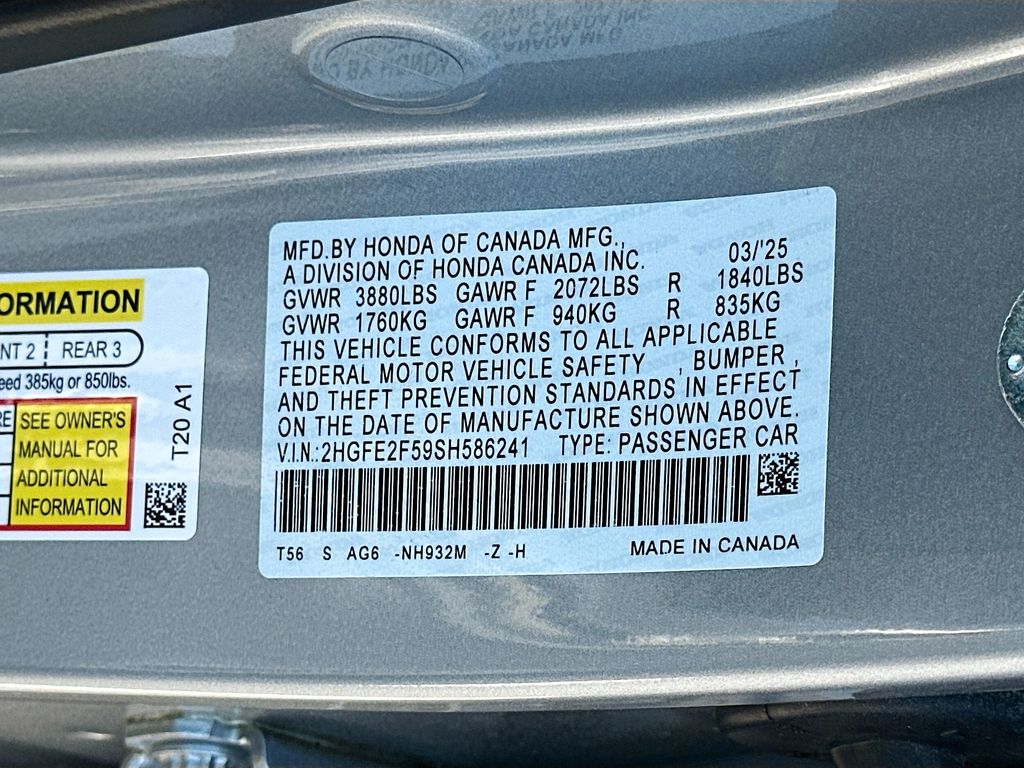 MFD.BY HONDA OF CANADA MFG.,
A DIVISION OF HONDA CANADA INC. 03/'25
GVWR 3880LBS GAWR F 2072LBS R 1840LBS
GVWR 1760KG GAWR F 940KG R 835KG
THIS VEHICLE CONFORMS TO ALL APPLICABLE
FEDERAL MOTOR VEHICLE SAFETY , BUMPER ,
AND THEFT PREVENTION STANDARDS IN EFFECT
ON THE DATE OF MANUFACTURE SHOWN ABOVE.
V.I.N.:2HGFE2F59SH586241 TYPE: PASSENGER CAR
T56 S AG6 -NH932M -Z -H MADE IN CANADA
ORMATION
NT 2 REAR 3
eed 385kg or 850lbs.
RE
SEE OWNER'S
MANUAL FOR
ADDITIONAL
INFORMATION
T20 A1